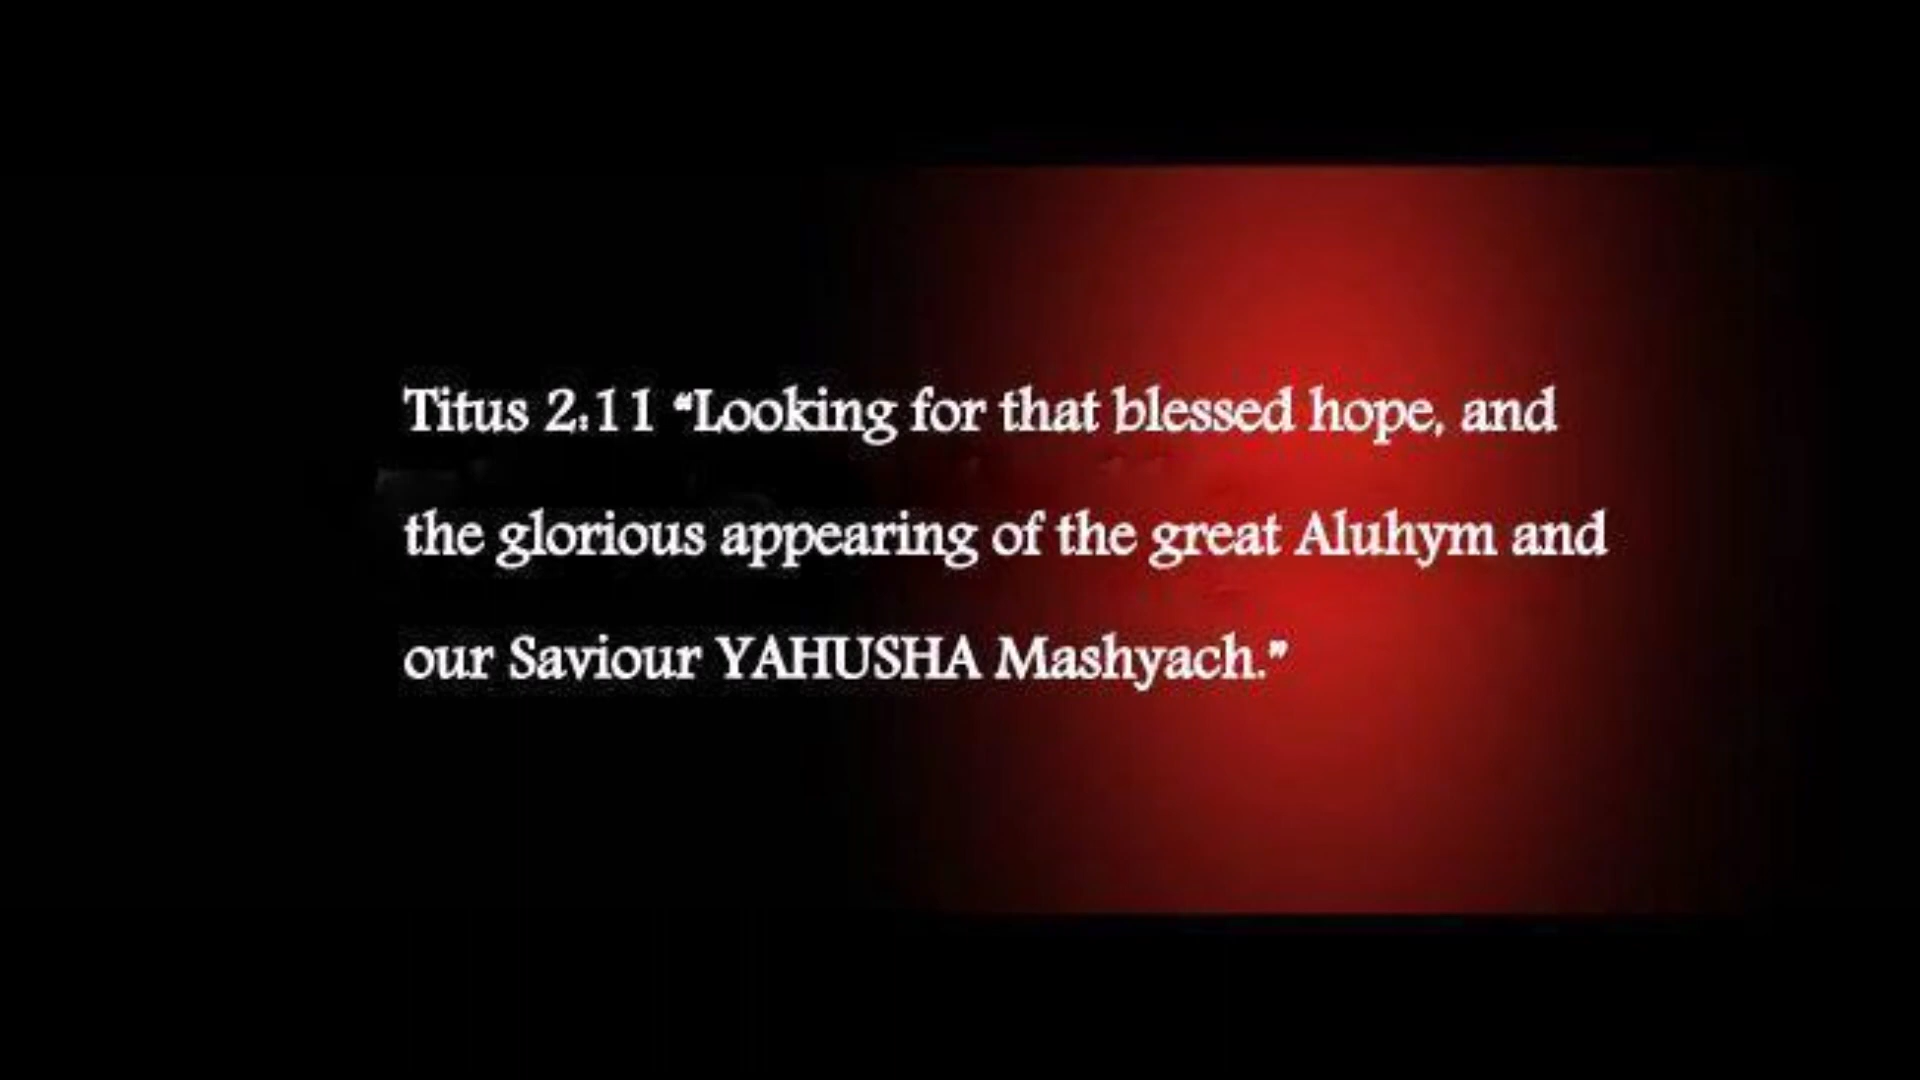 Titus 2:11 “Looking for that blessed hope, and
the glorious appearing of the great Aluhym and
our Saviour YAHUSHA Mashyach.”